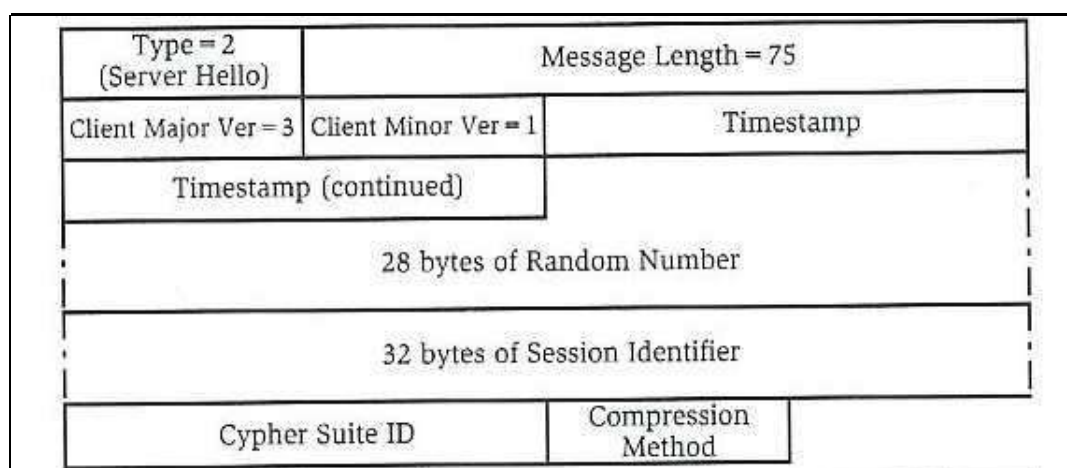 Type = 2
(Server Hello)
Message Length = 75
Client Major Ver = 3
Client Minor Ver = 1
Timestamp
Timestamp (continued)
28 bytes of Random Number
32 bytes of Session Identifier
Cypher Suite ID
Compression
Method